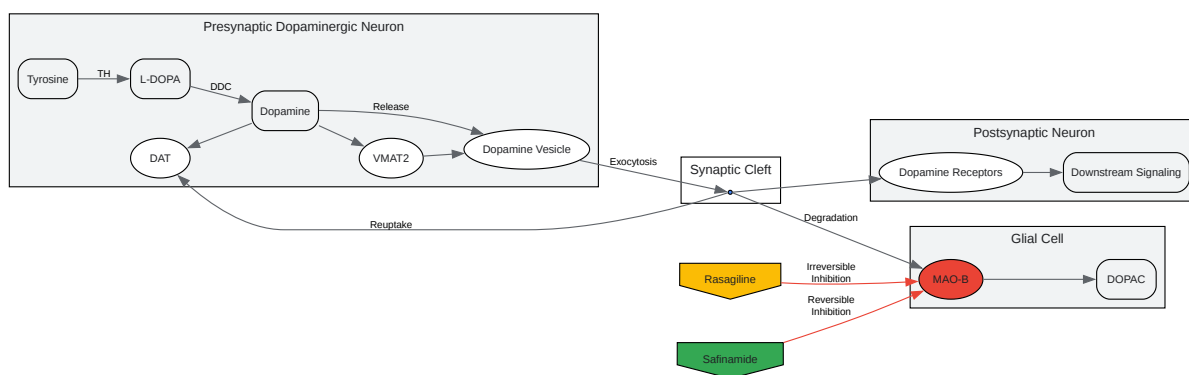 Presynaptic Dopaminergic Neuron
Tyrosine
TH
L-DOPA
DDC
Dopamine
Release
DAT
VMAT2
Dopamine Vesicle
Exocytosis
Reuptake
Synaptic Cleft
Postsynaptic Neuron
Dopamine Receptors
Downstream Signaling
Degradation
Glial Cell
Rasagiline
Irreversible
Inhibition
MAO-B
DOPAC
Reversible
Inhibition
Safinamide